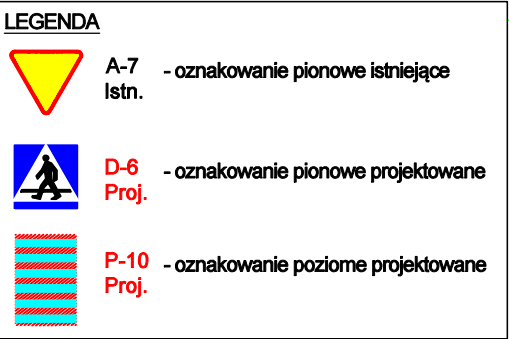 LEGENDA
A-7 - oznakowanie pionowe istniejące
Istn.
D-6 - oznakowanie pionowe projektowane
Proj.
P-10 - oznakowanie poziome projektowane
Proj.